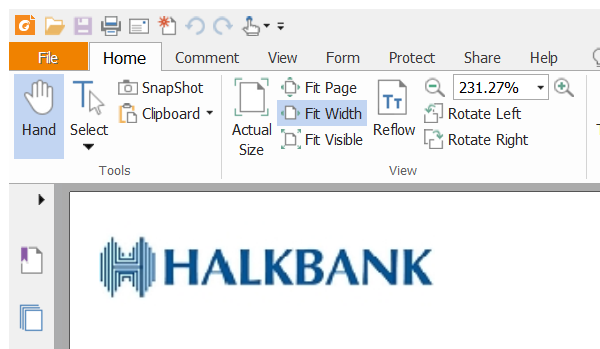 File Home Comment View Form Protect Share Help
Hand
Select
SnapShot
Clipboard
Tools
Actual
Size
Fit Page
Fit Width
Fit Visible
Reflow
231.27%
Rotate Left
Rotate Right
View
HALKBANK